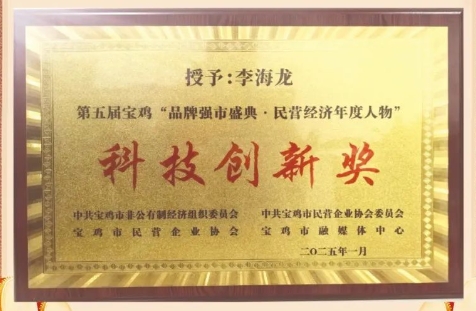 授予:李海龙
第五届宝鸡“品牌强市盛典·民营经济年度人物”
科技创新奖
中共宝鸡市非公有制经济组织委员会 中共宝鸡市民营企业协会委员会
宝鸡市民营企业协会 宝鸡市融媒体中心
二〇二五年一月